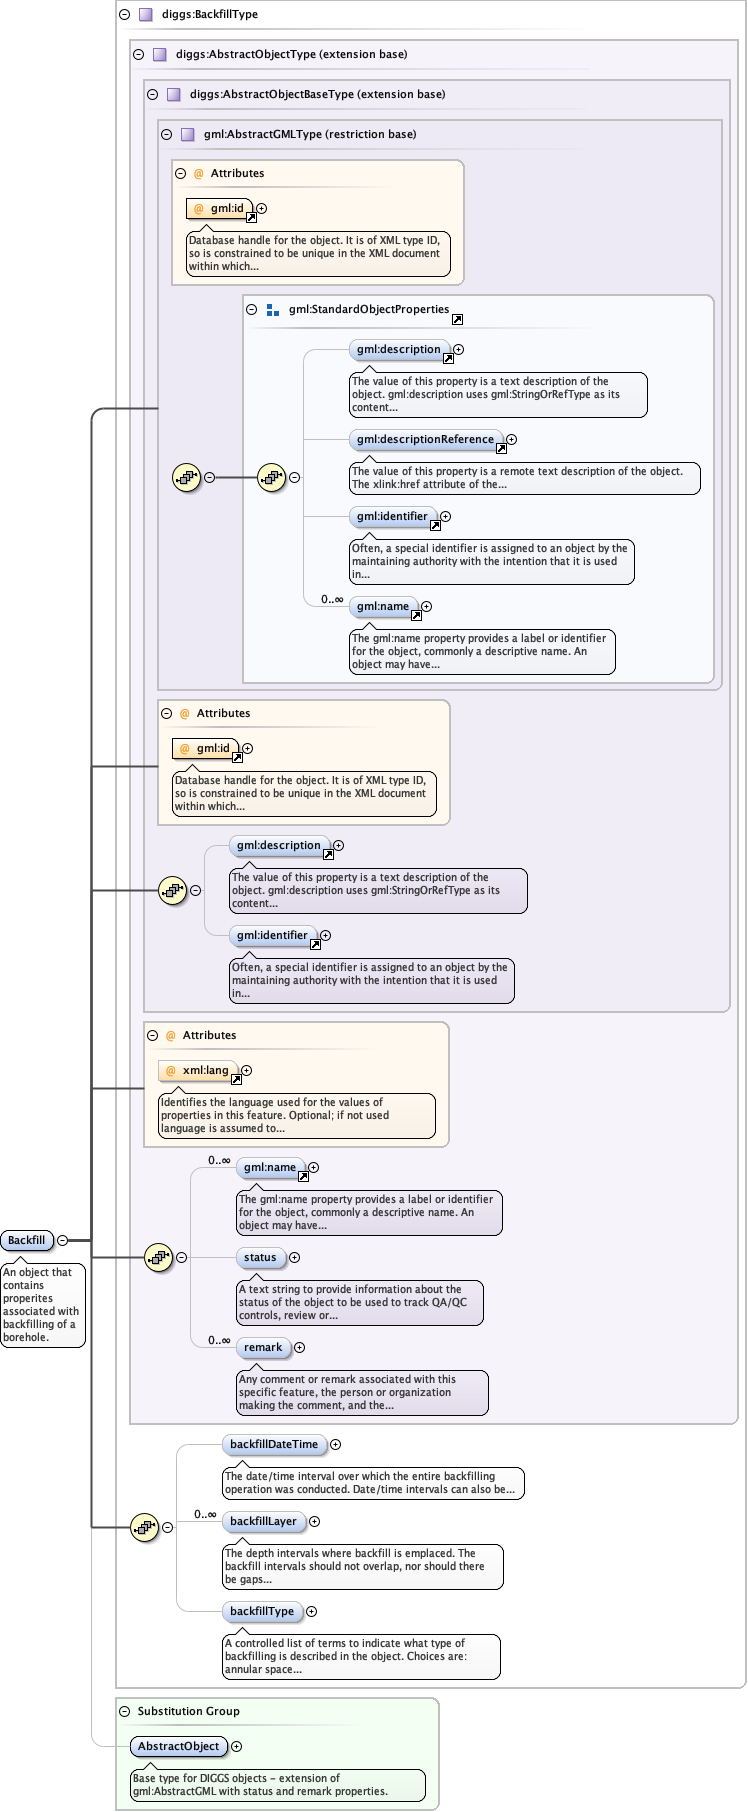 diggs:BackfillType
diggs:AbstractObjectType (extension base)
diggs:AbstractObjectBaseType (extension base)
gml:AbstractGMLType (restriction base)
@ Attributes
@ gml:id
Database handle for the object. It is of XML type ID,
so is constrained to be unique in the XML document
within which...
gml:StandardObjectProperties
gml:description
The value of this property is a text description of the
object. gml:description uses gml:StringOrRefType as its
content...
gml:descriptionReference
The value of this property is a remote text description of the object.
The xlink:href attribute of the...
gml:identifier
Often, a special identifier is assigned to an object by the
maintaining authority with the intention that it is used
in...
0..∞
gml:name
The gml:name property provides a label or identifier
for the object, commonly a descriptive name. An
object may have...
@ Attributes
@ gml:id
Database handle for the object. It is of XML type ID,
so is constrained to be unique in the XML document
within which...
gml:description
The value of this property is a text description of the
object. gml:description uses gml:StringOrRefType as its
content...
gml:identifier
Often, a special identifier is assigned to an object by the
maintaining authority with the intention that it is used
in...
@ Attributes
@ xml:lang
Identifies the language used for the values of
properties in this feature. Optional; if not used
language is assumed to...
0..∞
gml:name
The gml:name property provides a label or identifier
for the object, commonly a descriptive name. An
object may have...
Backfill
An object that
contains
properites
associated with
backfilling of a
borehole.
status
A text string to provide information about the
status of the object to be used to track QA/QC
controls, review or...
0..∞
remark
Any comment or remark associated with this
specific feature, the person or organization
making the comment, and the...
backfillDateTime
The date/time interval over which the entire backfilling
operation was conducted. Date/time intervals can also be...
0..∞
backfillLayer
The depth intervals where backfill is emplaced. The
backfill intervals should not overlap, nor should there
be gaps...
backfillType
A controlled list of terms to indicate what type of
backfilling is described in the object. Choices are:
annular space...
Substitution Group
AbstractObject
Base type for DIGGS objects - extension of
gml:AbstractGML with status and remark properties.